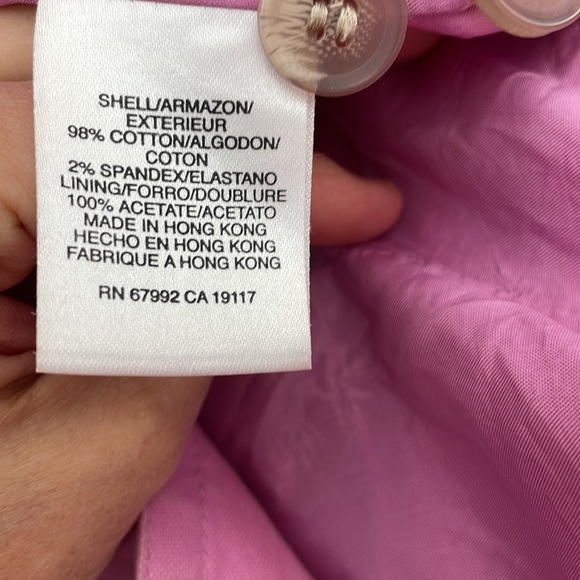 SHELL/ARMAZON/
EXTERIEUR
98% COTTON/ALGODON/
COTON
2% SPANDEX/ELASTANO
LINING/FORRO/DOUBLURE
100% ACETATE/ACETATO
MADE IN HONG KONG
HECHO EN HONG KONG
FABRIQUE A HONG KONG
RN 67992 CA 19117